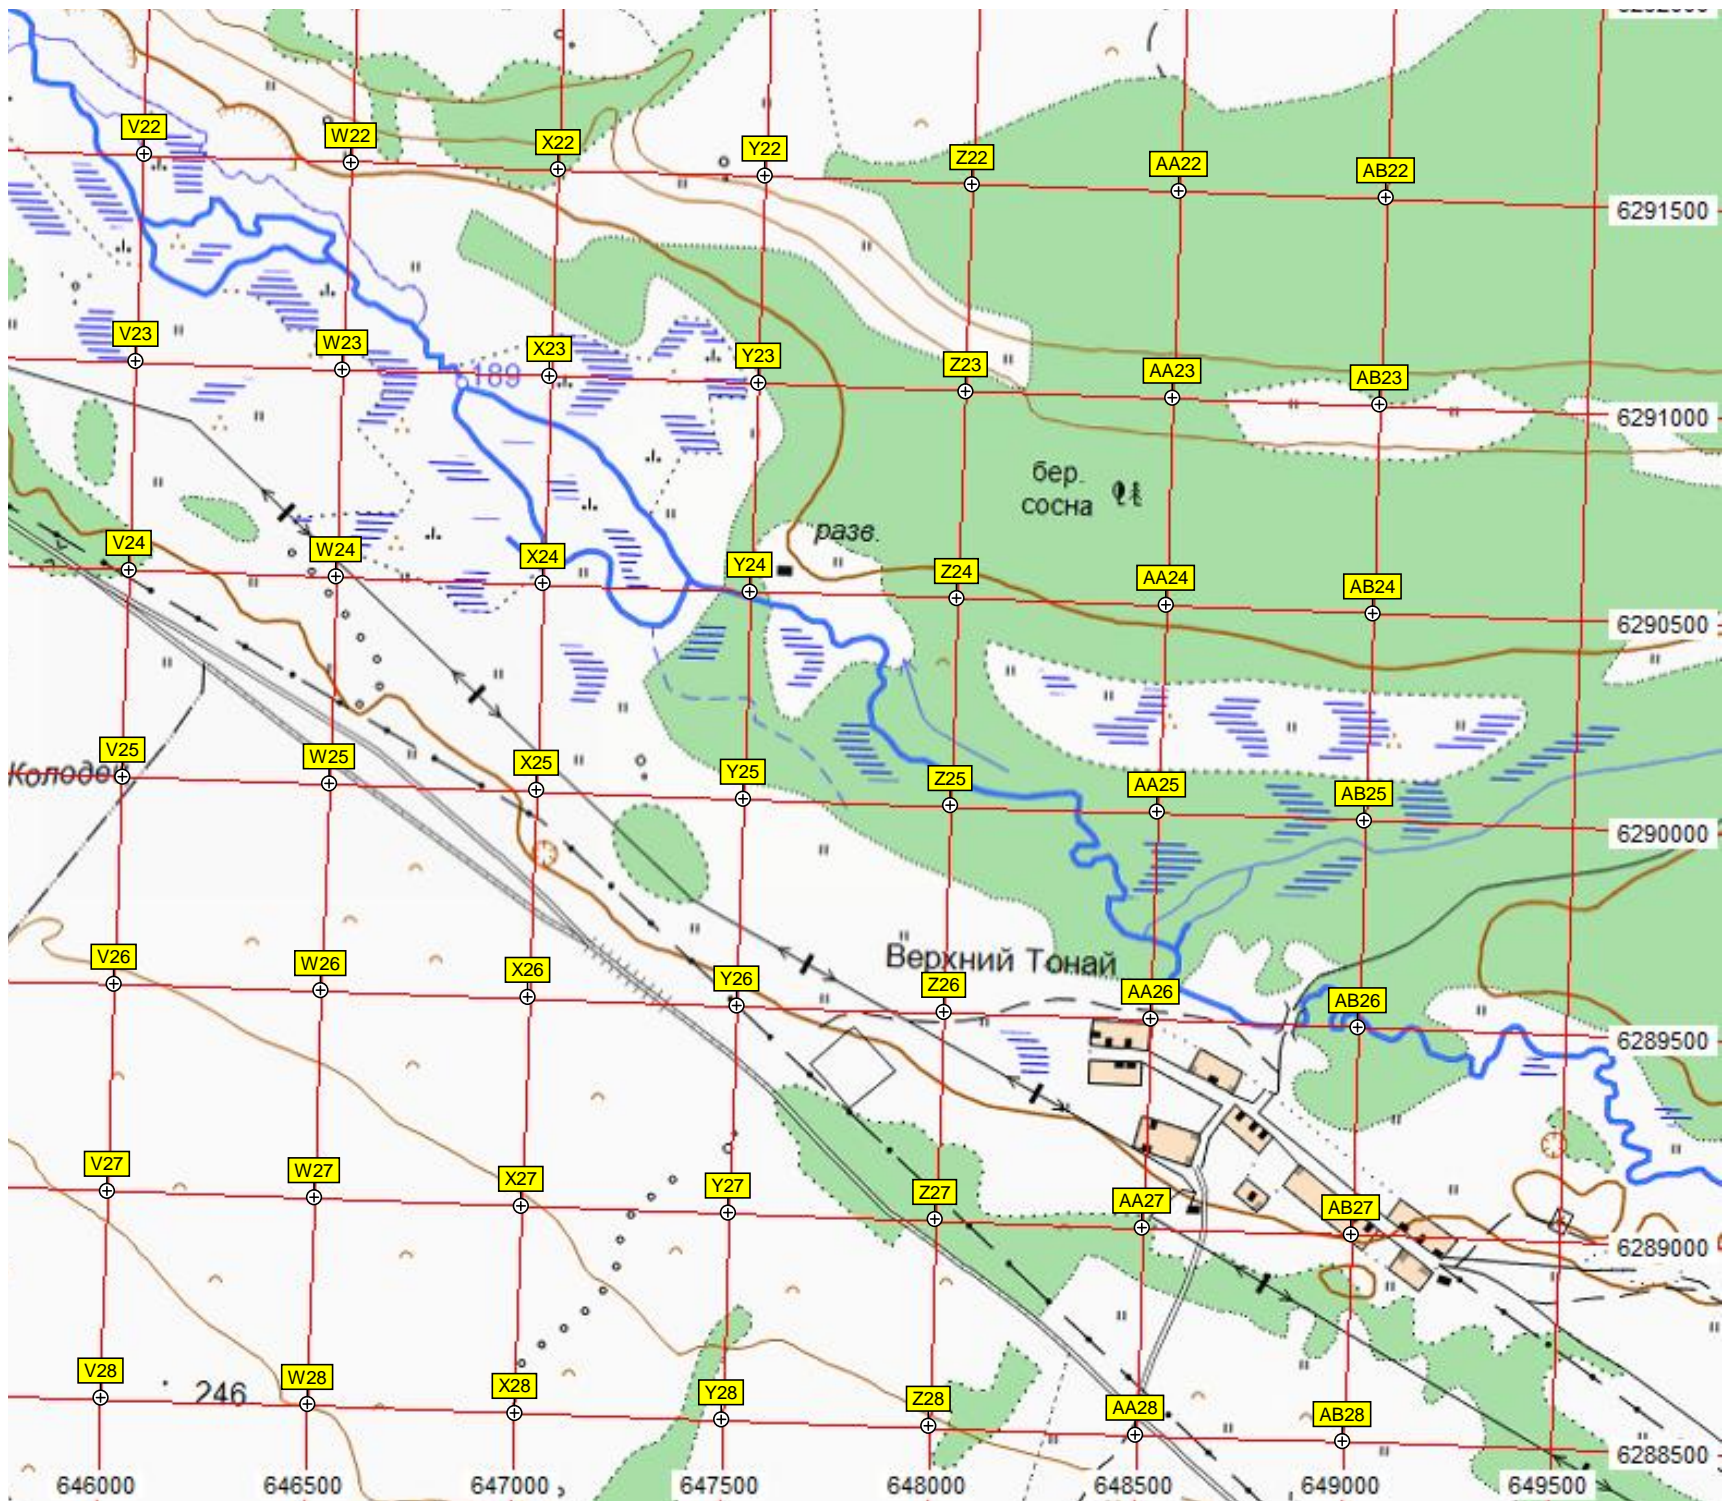 V22 W22 X22 Y22 Z22 AA22 AB22
6291500
V23 W23 X23 Y23 Z23 AA23 AB23
189
6291000
бер.
сосна
разв.
V24 W24 X24 Y24 Z24 AA24 AB24
6290500
V25 W25 X25 Y25 Z25 AA25 AB25
6290000
Верхний Тонай
V26 W26 X26 Y26 Z26 AA26 AB26
6289500
V27 W27 X27 Y27 Z27 AA27 AB27
6289000
V28 W28 X28 Y28 Z28 AA28 AB28
246
6288500
646000 646500 647000 647500 648000 648500 649000 649500